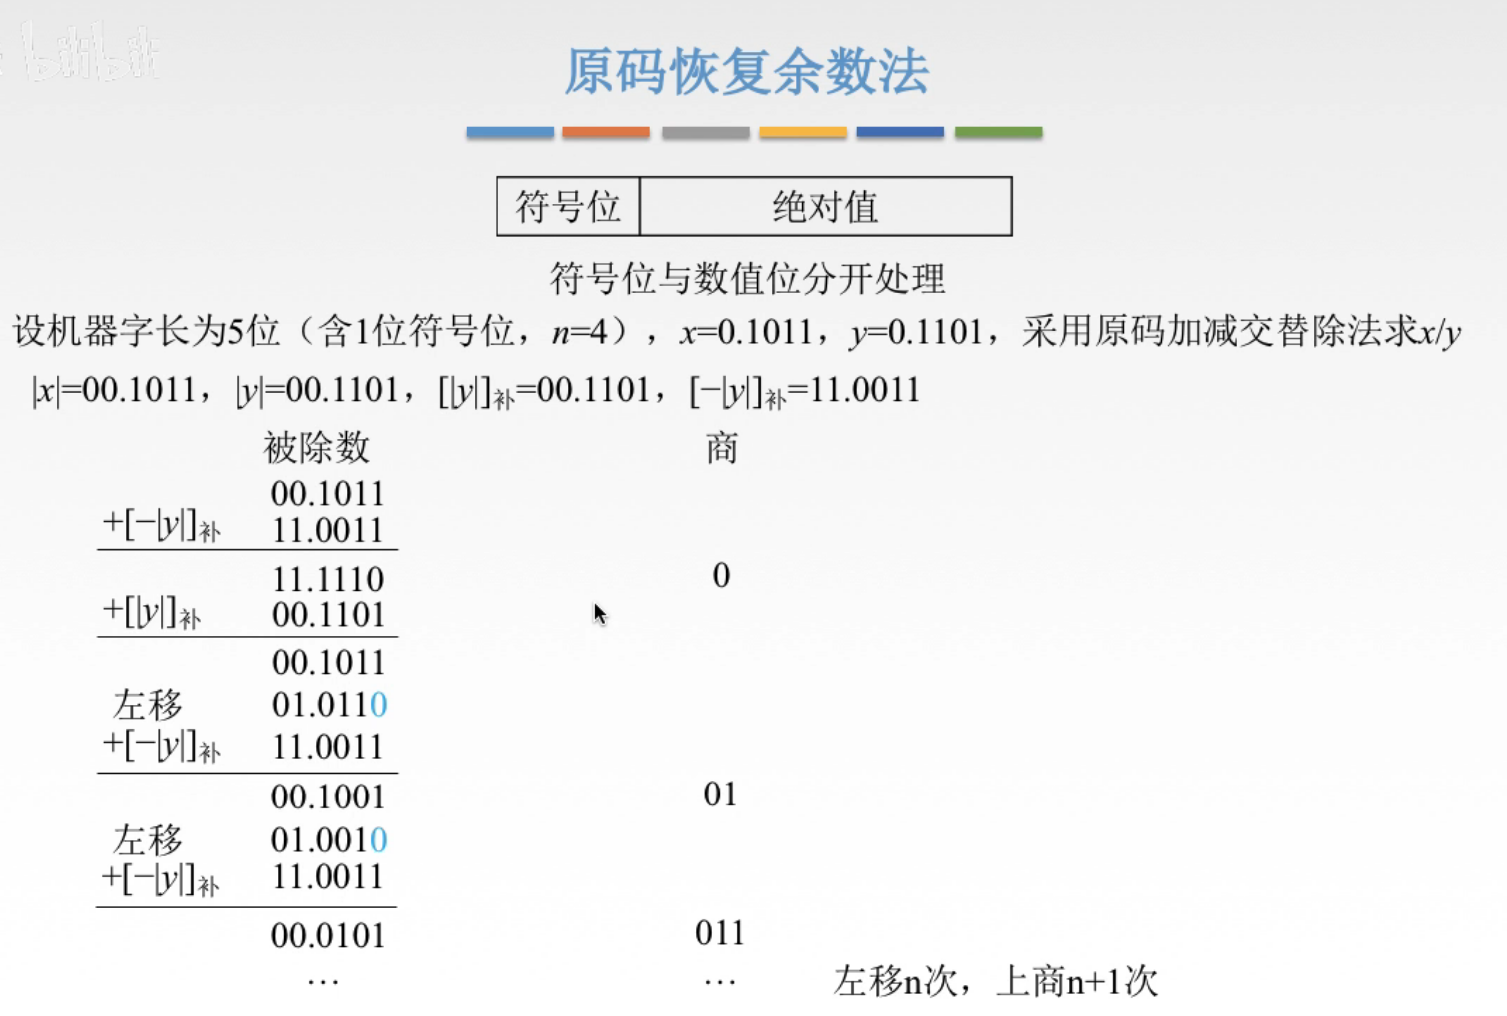 bilibili
原码恢复余数法
符号位 绝对值
符号位与数值位分开处理
设机器字长为5位（含1位符号位，n=4），x=0.1011，y=0.1101，采用原码加减交替除法求x/y
|x|=00.1011，|y|=00.1101，[|y|]补=00.1101，[−|y|]补=11.0011
被除数 商
00.1011
+[−|y|]补 11.0011
11.1110 0
+[|y|]补 00.1101
00.1011
左移 01.0110
+[−|y|]补 11.0011
00.1001 01
左移 01.0010
+[−|y|]补 11.0011
00.0101 011
… … 左移n次，上商n+1次